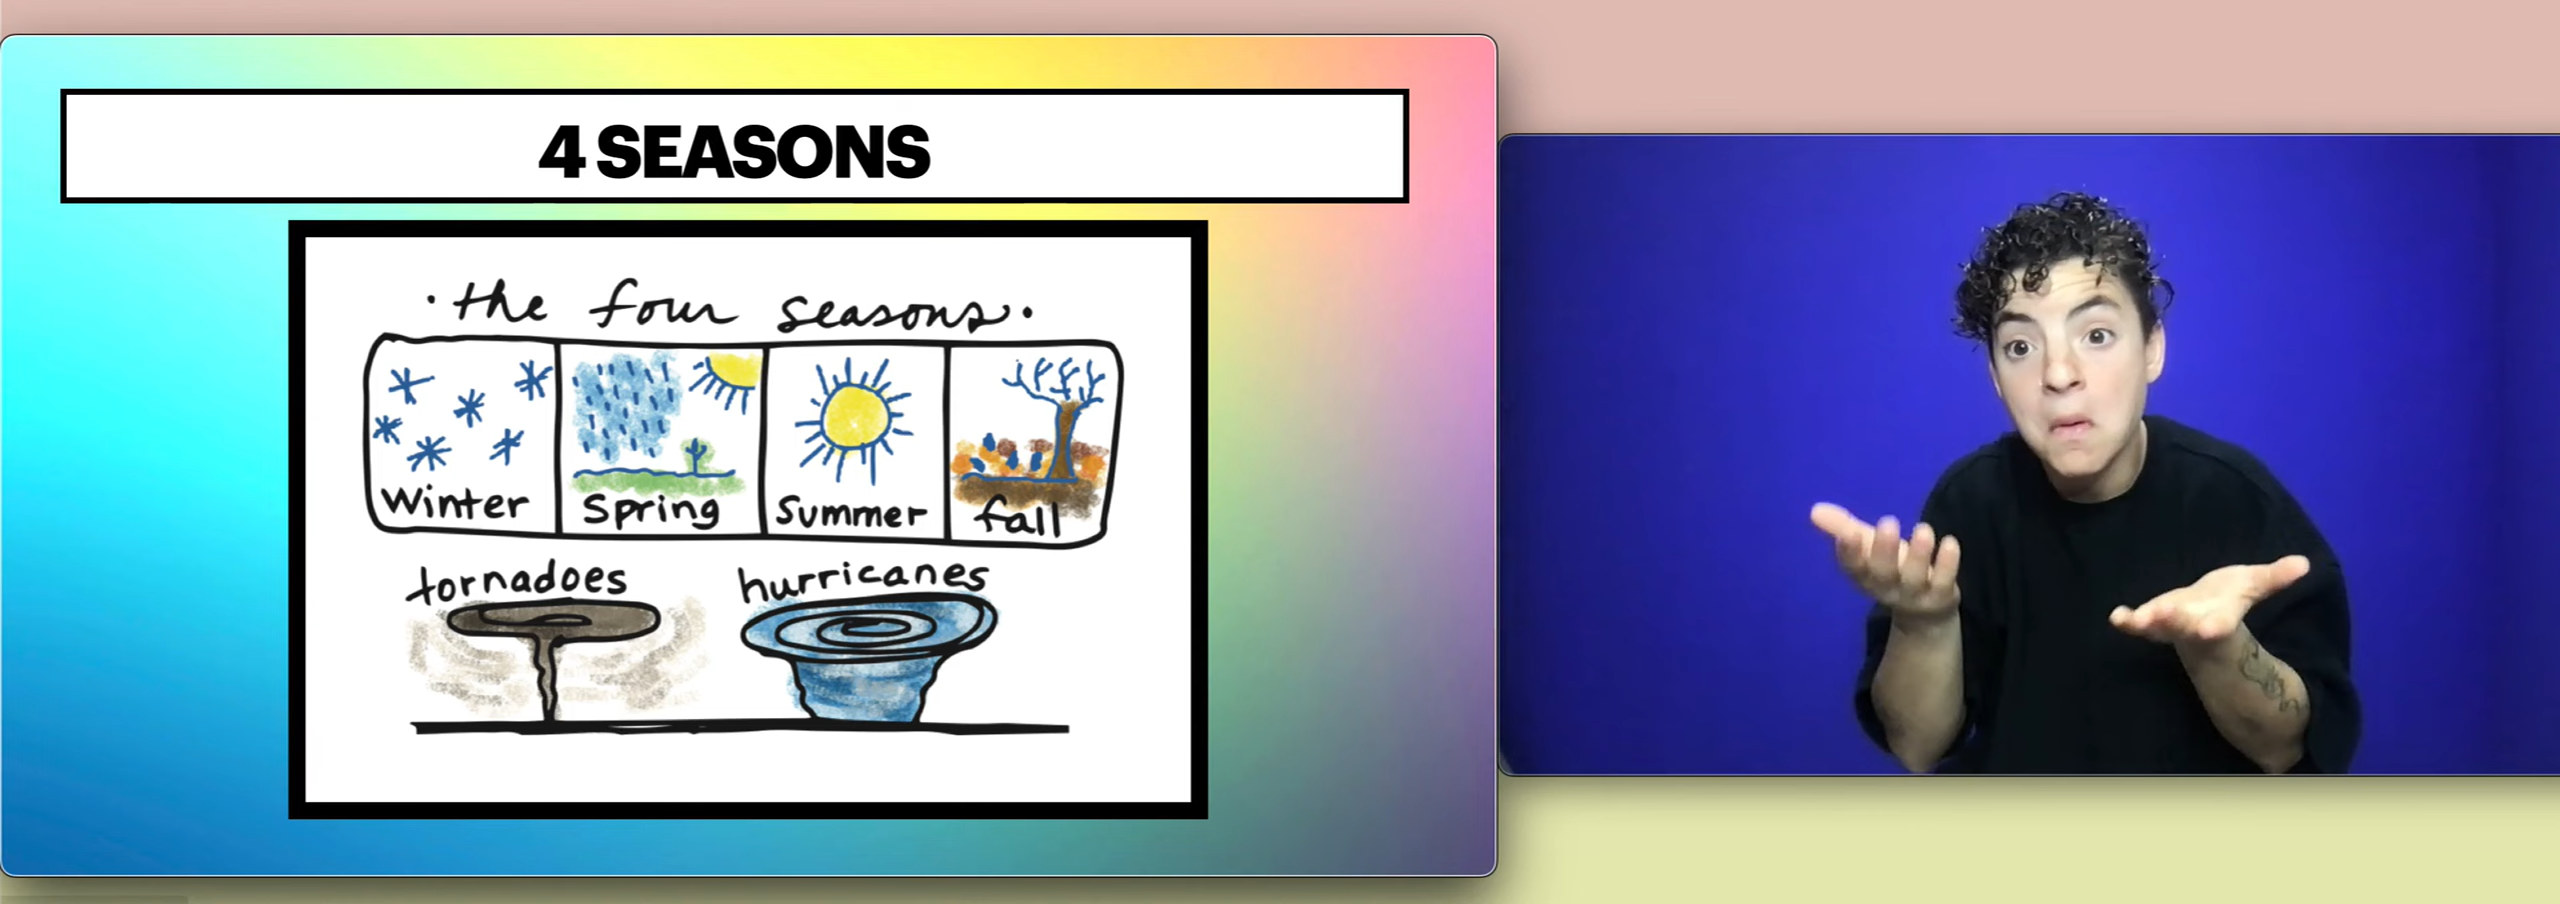 4 SEASONS
· the four seasons ·
Winter Spring Summer fall
tornadoes hurricanes